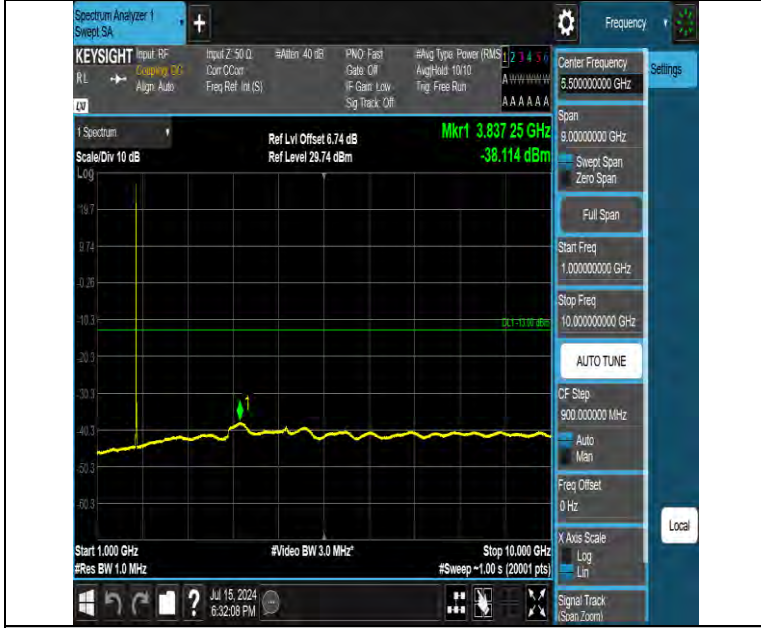 Spectrum Analyzer 1
Swept SA
+
Frequency
KEYSIGHT
RL
LXI
Input: RF
Coupling: DC
Align: Auto
Input Z: 50 Ω
Corr CCorr
Freq Ref: Int (S)
#Atten: 40 dB
PNO: Fast
Gate: Off
IF Gain: Low
Sig Track: Off
#Avg Type: Power (RMS
Avg|Hold: 10/10
Trig: Free Run
1 2 3 4 5 6
A W W W W W
A A A A A A
1 Spectrum
Scale/Div 10 dB
Log
Ref Lvl Offset 6.74 dB
Ref Level 29.74 dBm
Mkr1 3.837 25 GHz
-38.114 dBm
19.7
9.74
-0.26
-10.3
-20.3
-30.3
-40.3
-50.3
-60.3
DL1 -13.00 dBm
1
Start 1.000 GHz
#Res BW 1.0 MHz
#Video BW 3.0 MHz*
Stop 10.000 GHz
#Sweep ~1.00 s (20001 pts)
Center Frequency
5.500000000 GHz
Settings
Span
9.00000000 GHz
Swept Span
Zero Span
Full Span
Start Freq
1.000000000 GHz
Stop Freq
10.000000000 GHz
AUTO TUNE
CF Step
900.000000 MHz
Auto
Man
Freq Offset
0 Hz
X Axis Scale
Log
Lin
Signal Track
(Span Zoom)
Local
?
Jul 15, 2024
6:32:08 PM